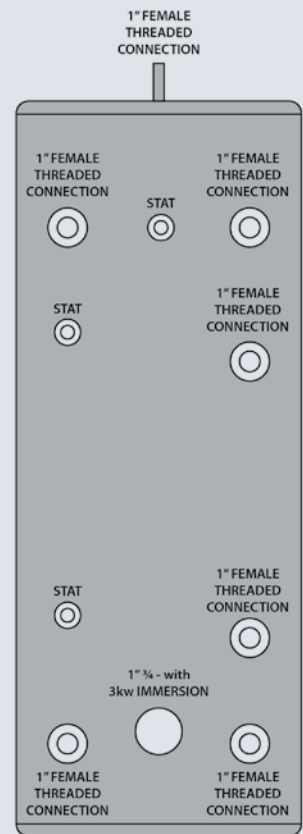 1" FEMALE
THREADED
CONNECTION
1" FEMALE
THREADED
CONNECTION
STAT
1" FEMALE
THREADED
CONNECTION
STAT
1" FEMALE
THREADED
CONNECTION
STAT
1" FEMALE
THREADED
CONNECTION
1" ¾ - with
3kw IMMERSION
1" FEMALE
THREADED
CONNECTION
1" FEMALE
THREADED
CONNECTION